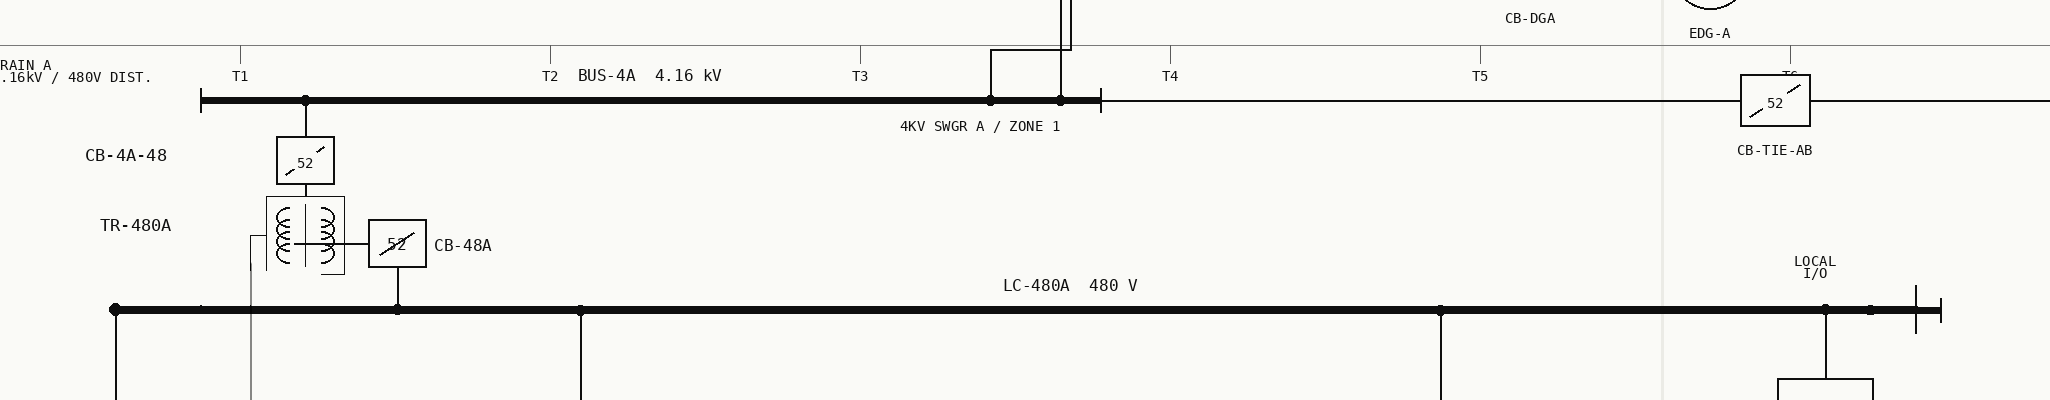 CB-DGA
EDG-A
RAIN A
.16kV / 480V DIST.
T1
T2
BUS-4A 4.16 kV
T3
T4
T5
52
4KV SWGR A / ZONE 1
CB-TIE-AB
CB-4A-48
52
TR-480A
52
CB-48A
LOCAL
I/O
LC-480A 480 V